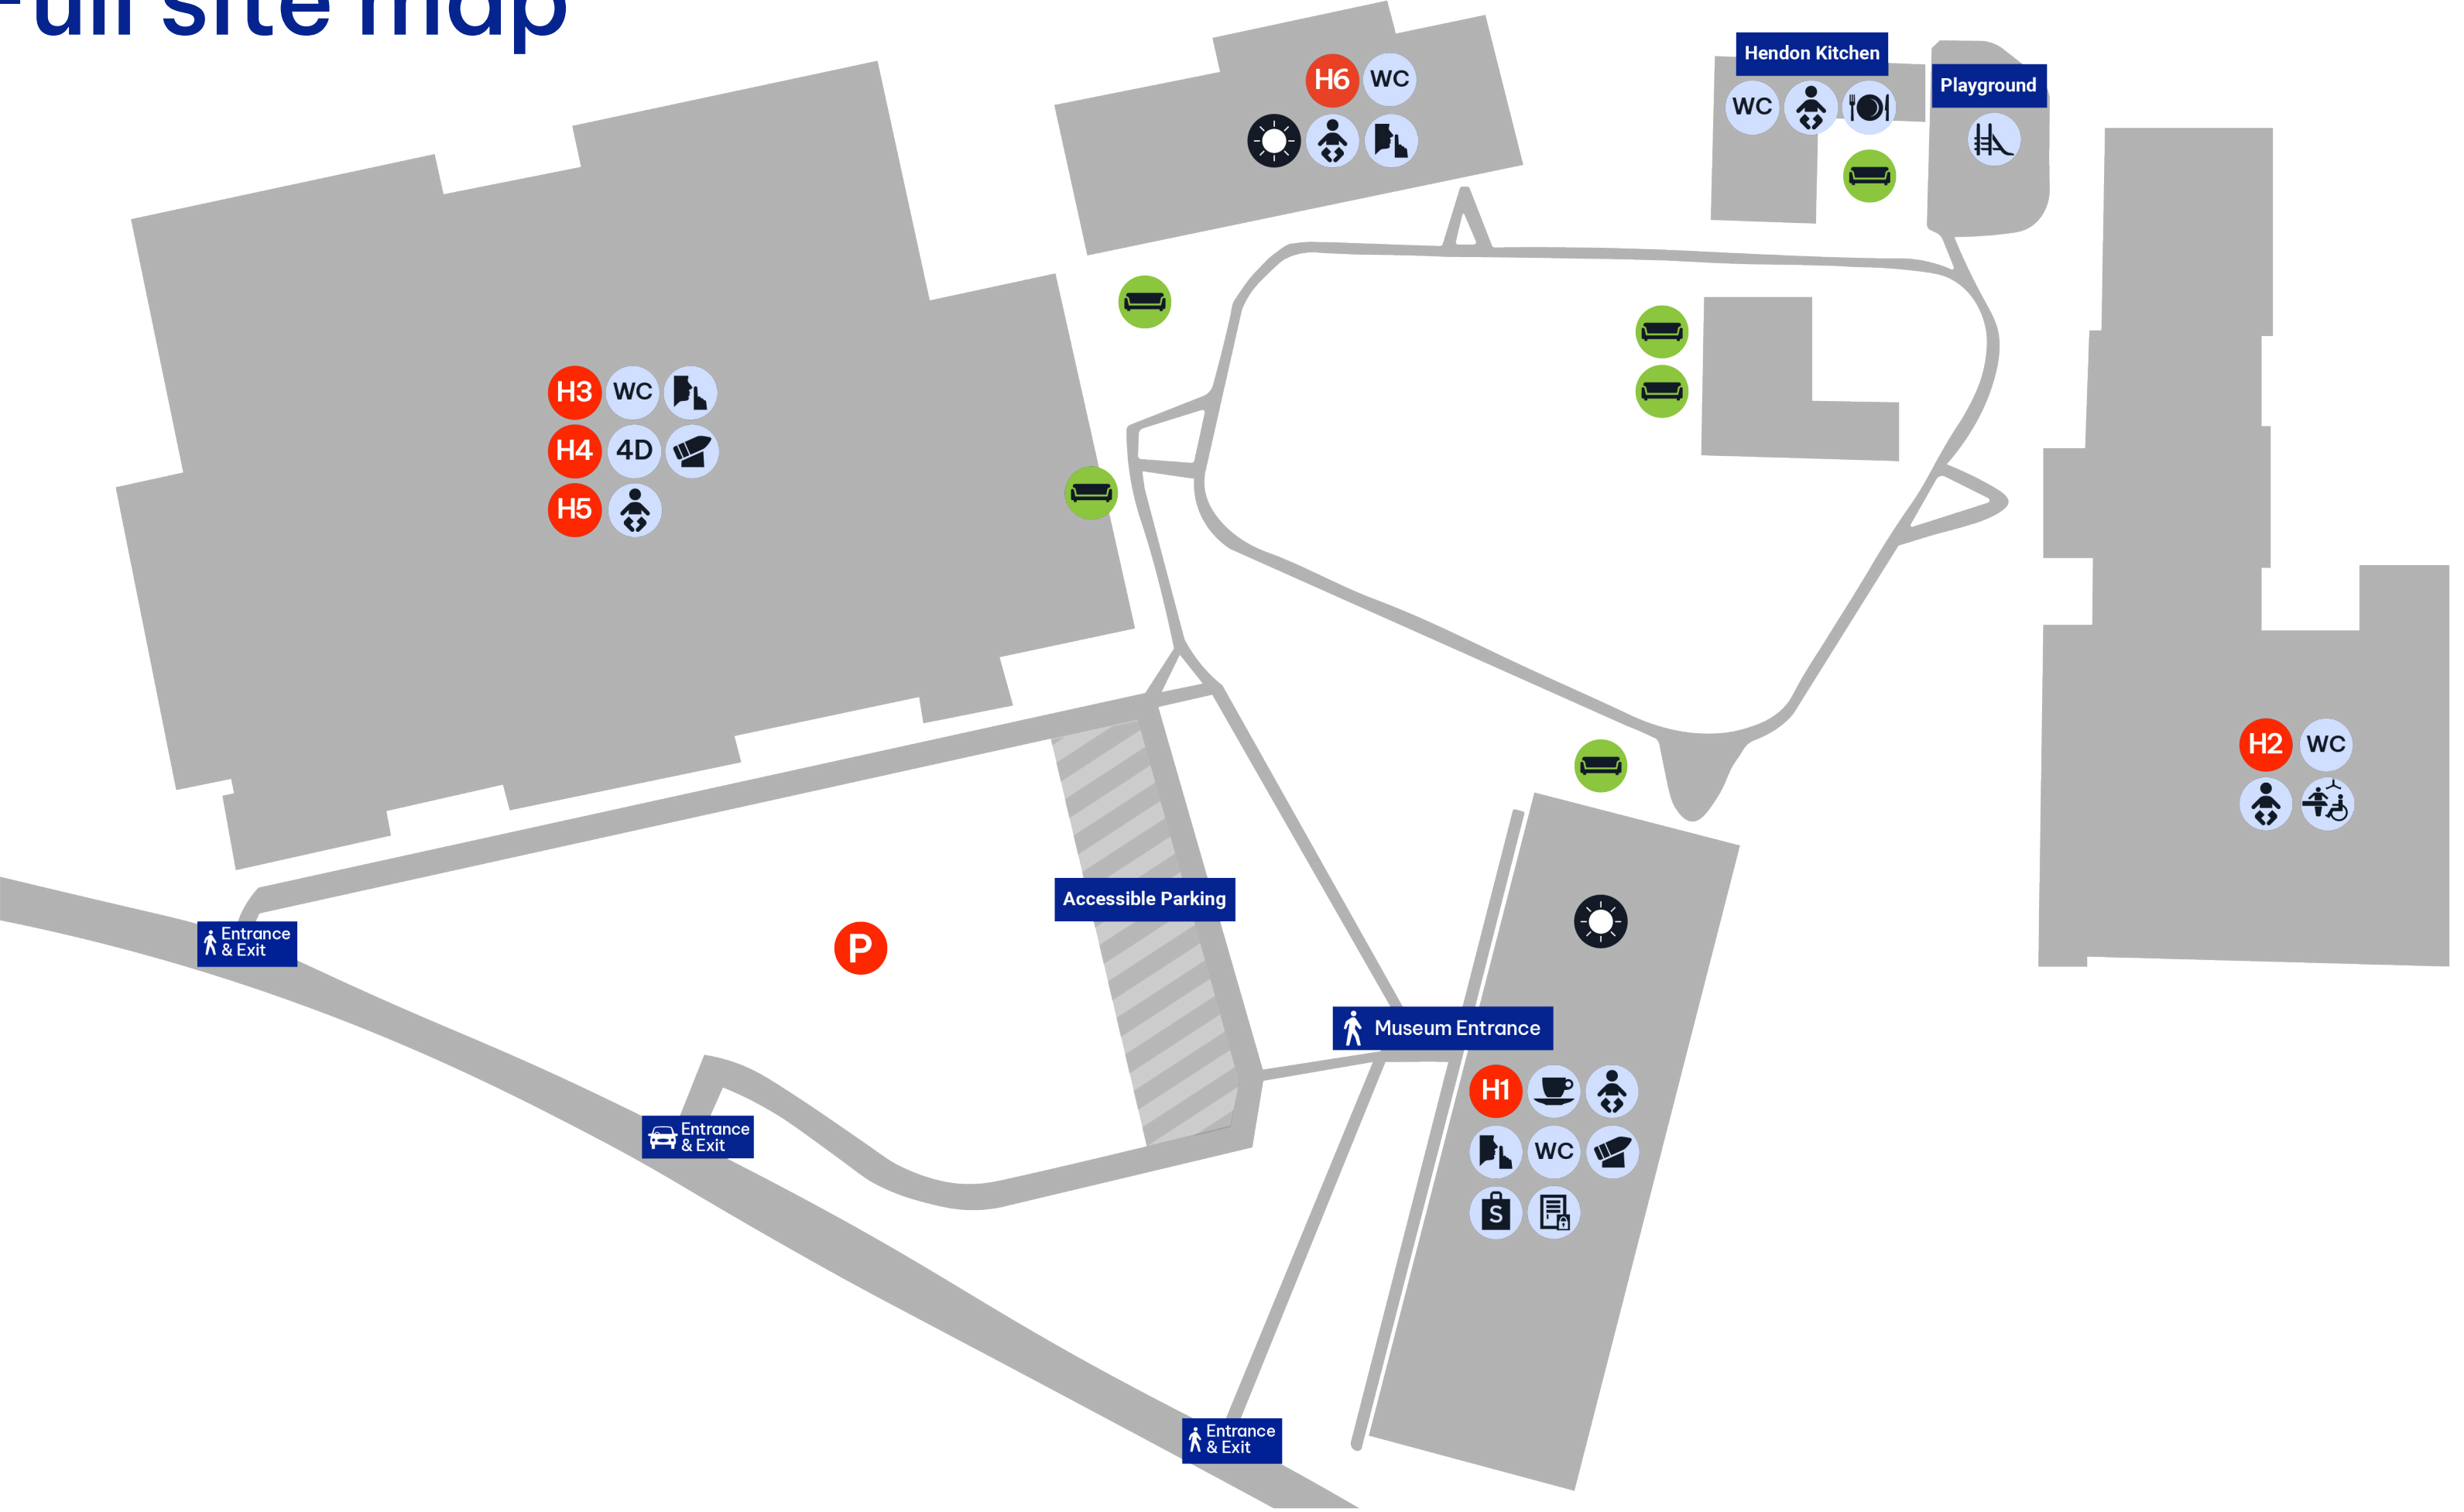 Full site map
H6 WC
Hendon Kitchen
WC
Playground
H3 WC
H4 4D
H5
H2 WC
Accessible Parking
Entrance
& Exit
P
Museum Entrance
H1
WC
S
Entrance
& Exit
Entrance
& Exit